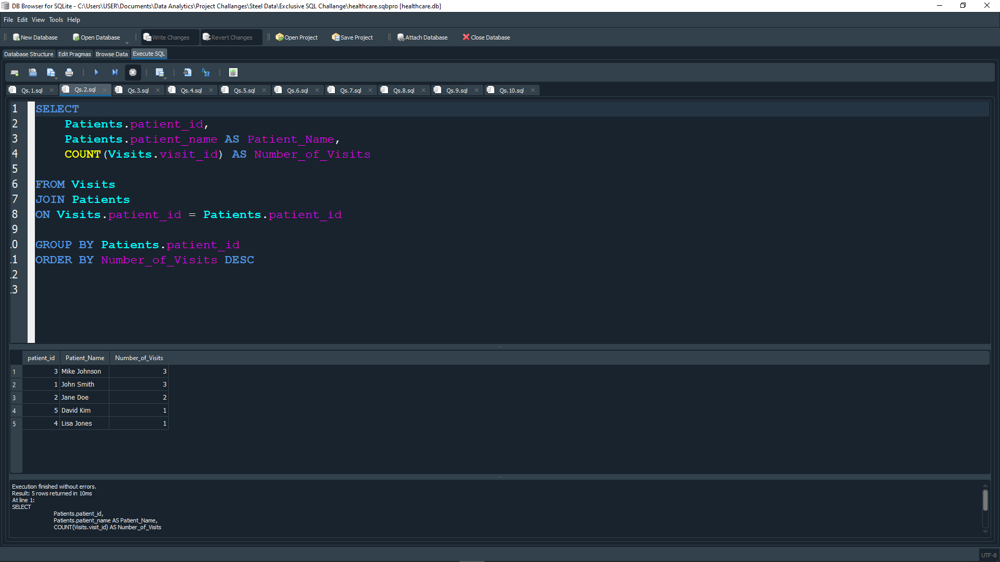 DB Browser for SQLite - C:\Users\USER\Documents\Data Analytics\Project Challanges\Steel Data\Exclusive SQL Challange\healthcare.sqbpro [healthcare.db]
File Edit View Tools Help
New Database Open Database Write Changes Revert Changes Open Project Save Project Attach Database Close Database
Database Structure Edit Pragmas Browse Data Execute SQL
Qs.1.sql Qs.2.sql Qs.3.sql Qs.4.sql Qs.5.sql Qs.6.sql Qs.7.sql Qs.8.sql Qs.9.sql Qs.10.sql
1 SELECT
2 Patients.patient_id,
3 Patients.patient_name AS Patient_Name,
4 COUNT(Visits.visit_id) AS Number_of_Visits
5
6 FROM Visits
7 JOIN Patients
8 ON Visits.patient_id = Patients.patient_id
9
.0 GROUP BY Patients.patient_id
.1 ORDER BY Number_of_Visits DESC
.2
.3
patient_id Patient_Name Number_of_Visits
1 3 Mike Johnson 3
2 1 John Smith 3
3 2 Jane Doe 2
4 5 David Kim 1
5 4 Lisa Jones 1
Execution finished without errors.
Result: 5 rows returned in 10ms
At line 1:
SELECT
Patients.patient_id,
Patients.patient_name AS Patient_Name,
COUNT(Visits.visit_id) AS Number_of_Visits
UTF-8